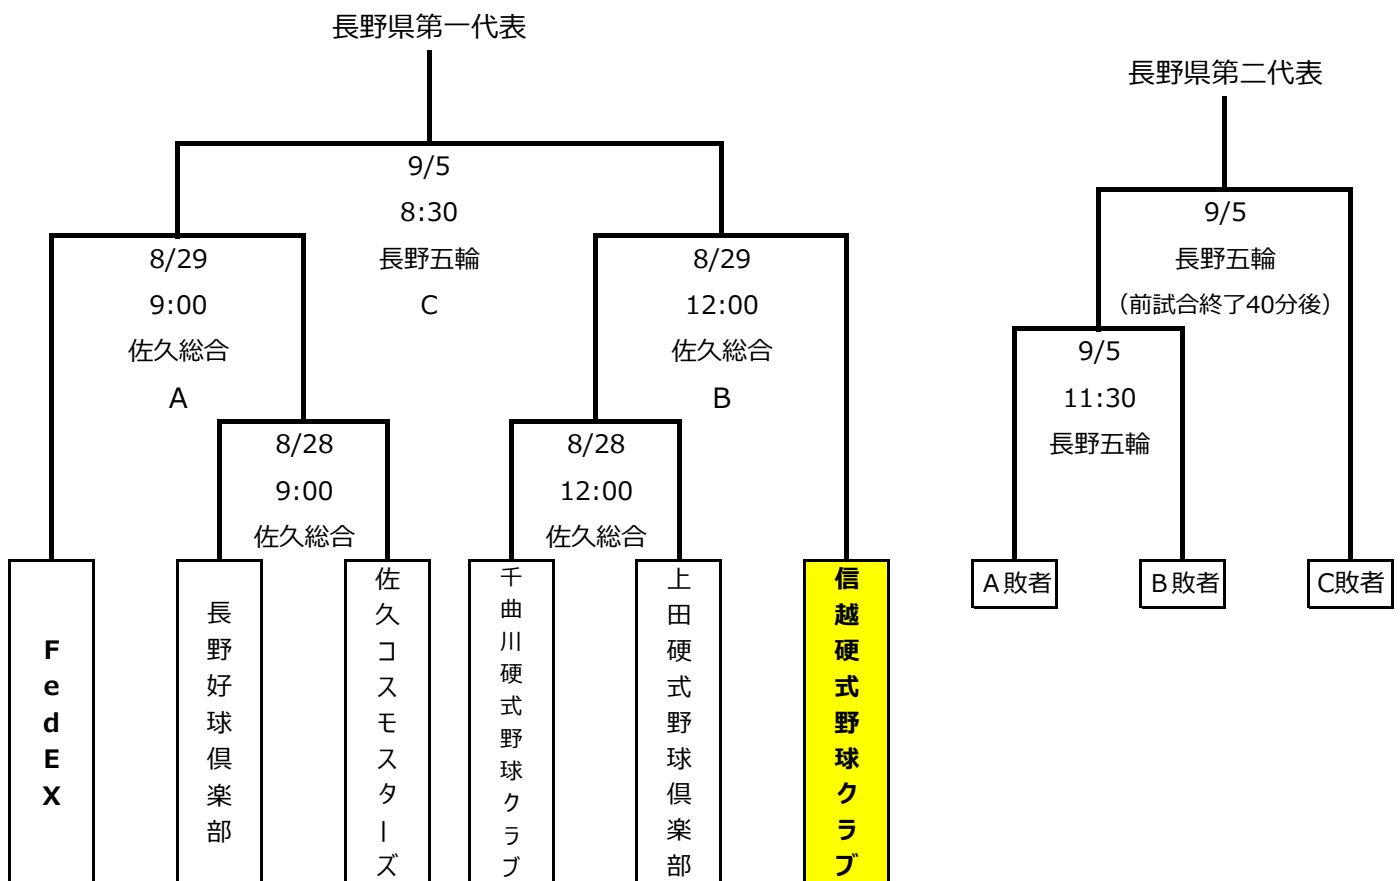 長野県第一代表
9/5
8:30
長野五輪
C
8/29
9:00
佐久総合
A
8/29
12:00
佐久総合
B
8/28
9:00
佐久総合
8/28
12:00
佐久総合
FedEX
長野好球倶楽部
佐久コスモスターズ
千曲川硬式野球クラブ
上田硬式野球倶楽部
信越硬式野球クラブ
長野県第二代表
9/5
長野五輪
（前試合終了40分後）
9/5
11:30
長野五輪
A敗者
B敗者
C敗者